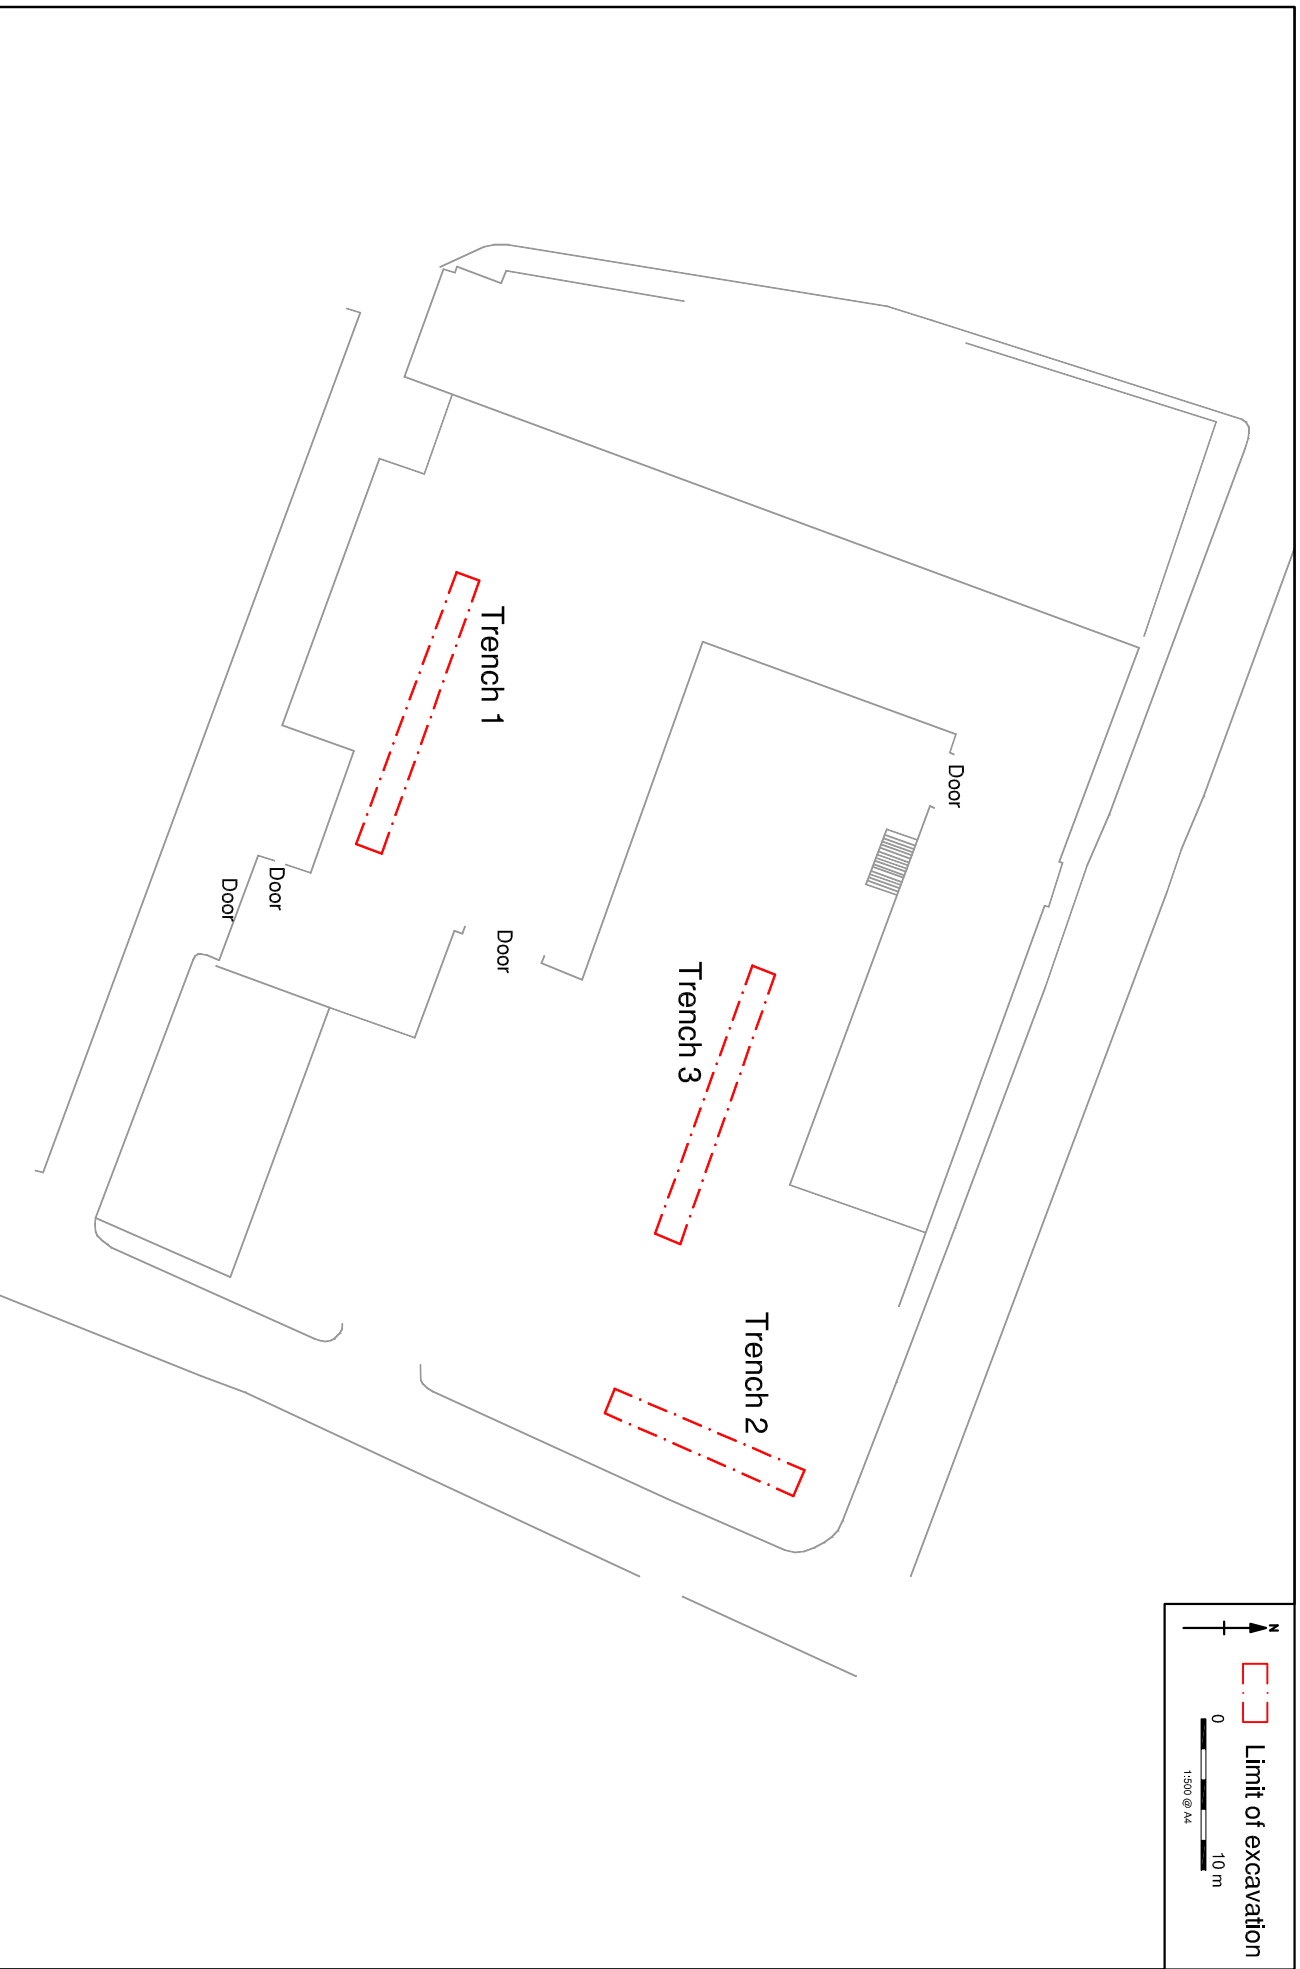 Door
Trench 1
Trench 3
Trench 2
Door
Door
Door
N
Limit of excavation
0
10 m
1:500 @ A4